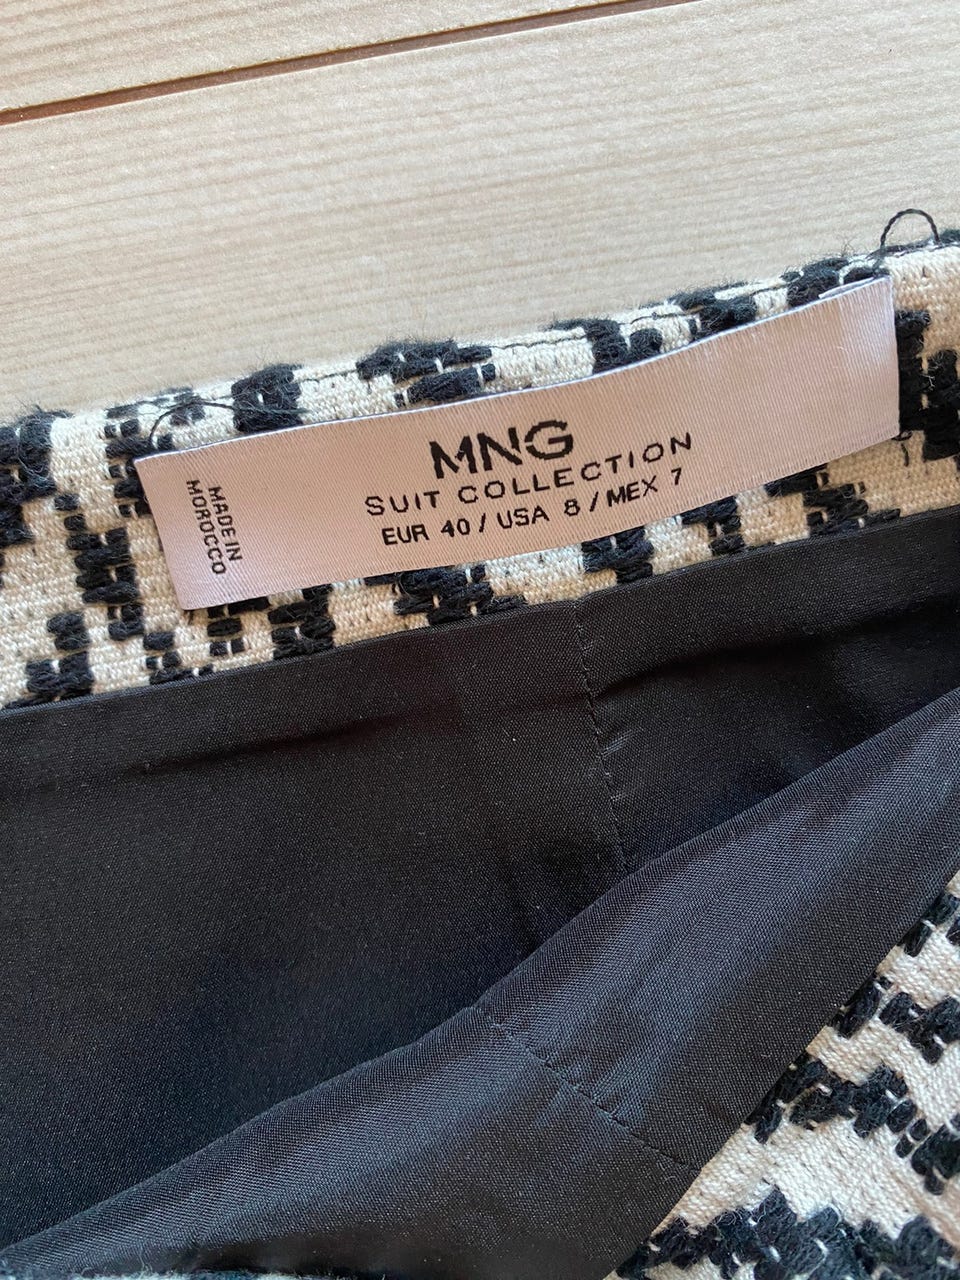 MNG
SUIT COLLECTION
EUR 40 / USA 8 / MEX 7
MADE IN
MOROCCO